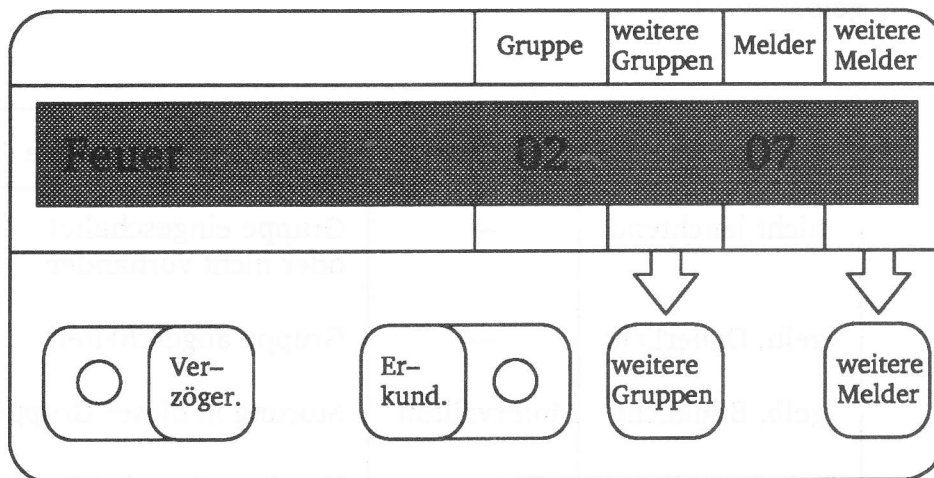 Gruppe weitere Gruppen Melder weitere Melder
Feuer 02 07
Ver–
zöger.
Er–
kund.
weitere
Gruppen
weitere
Melder